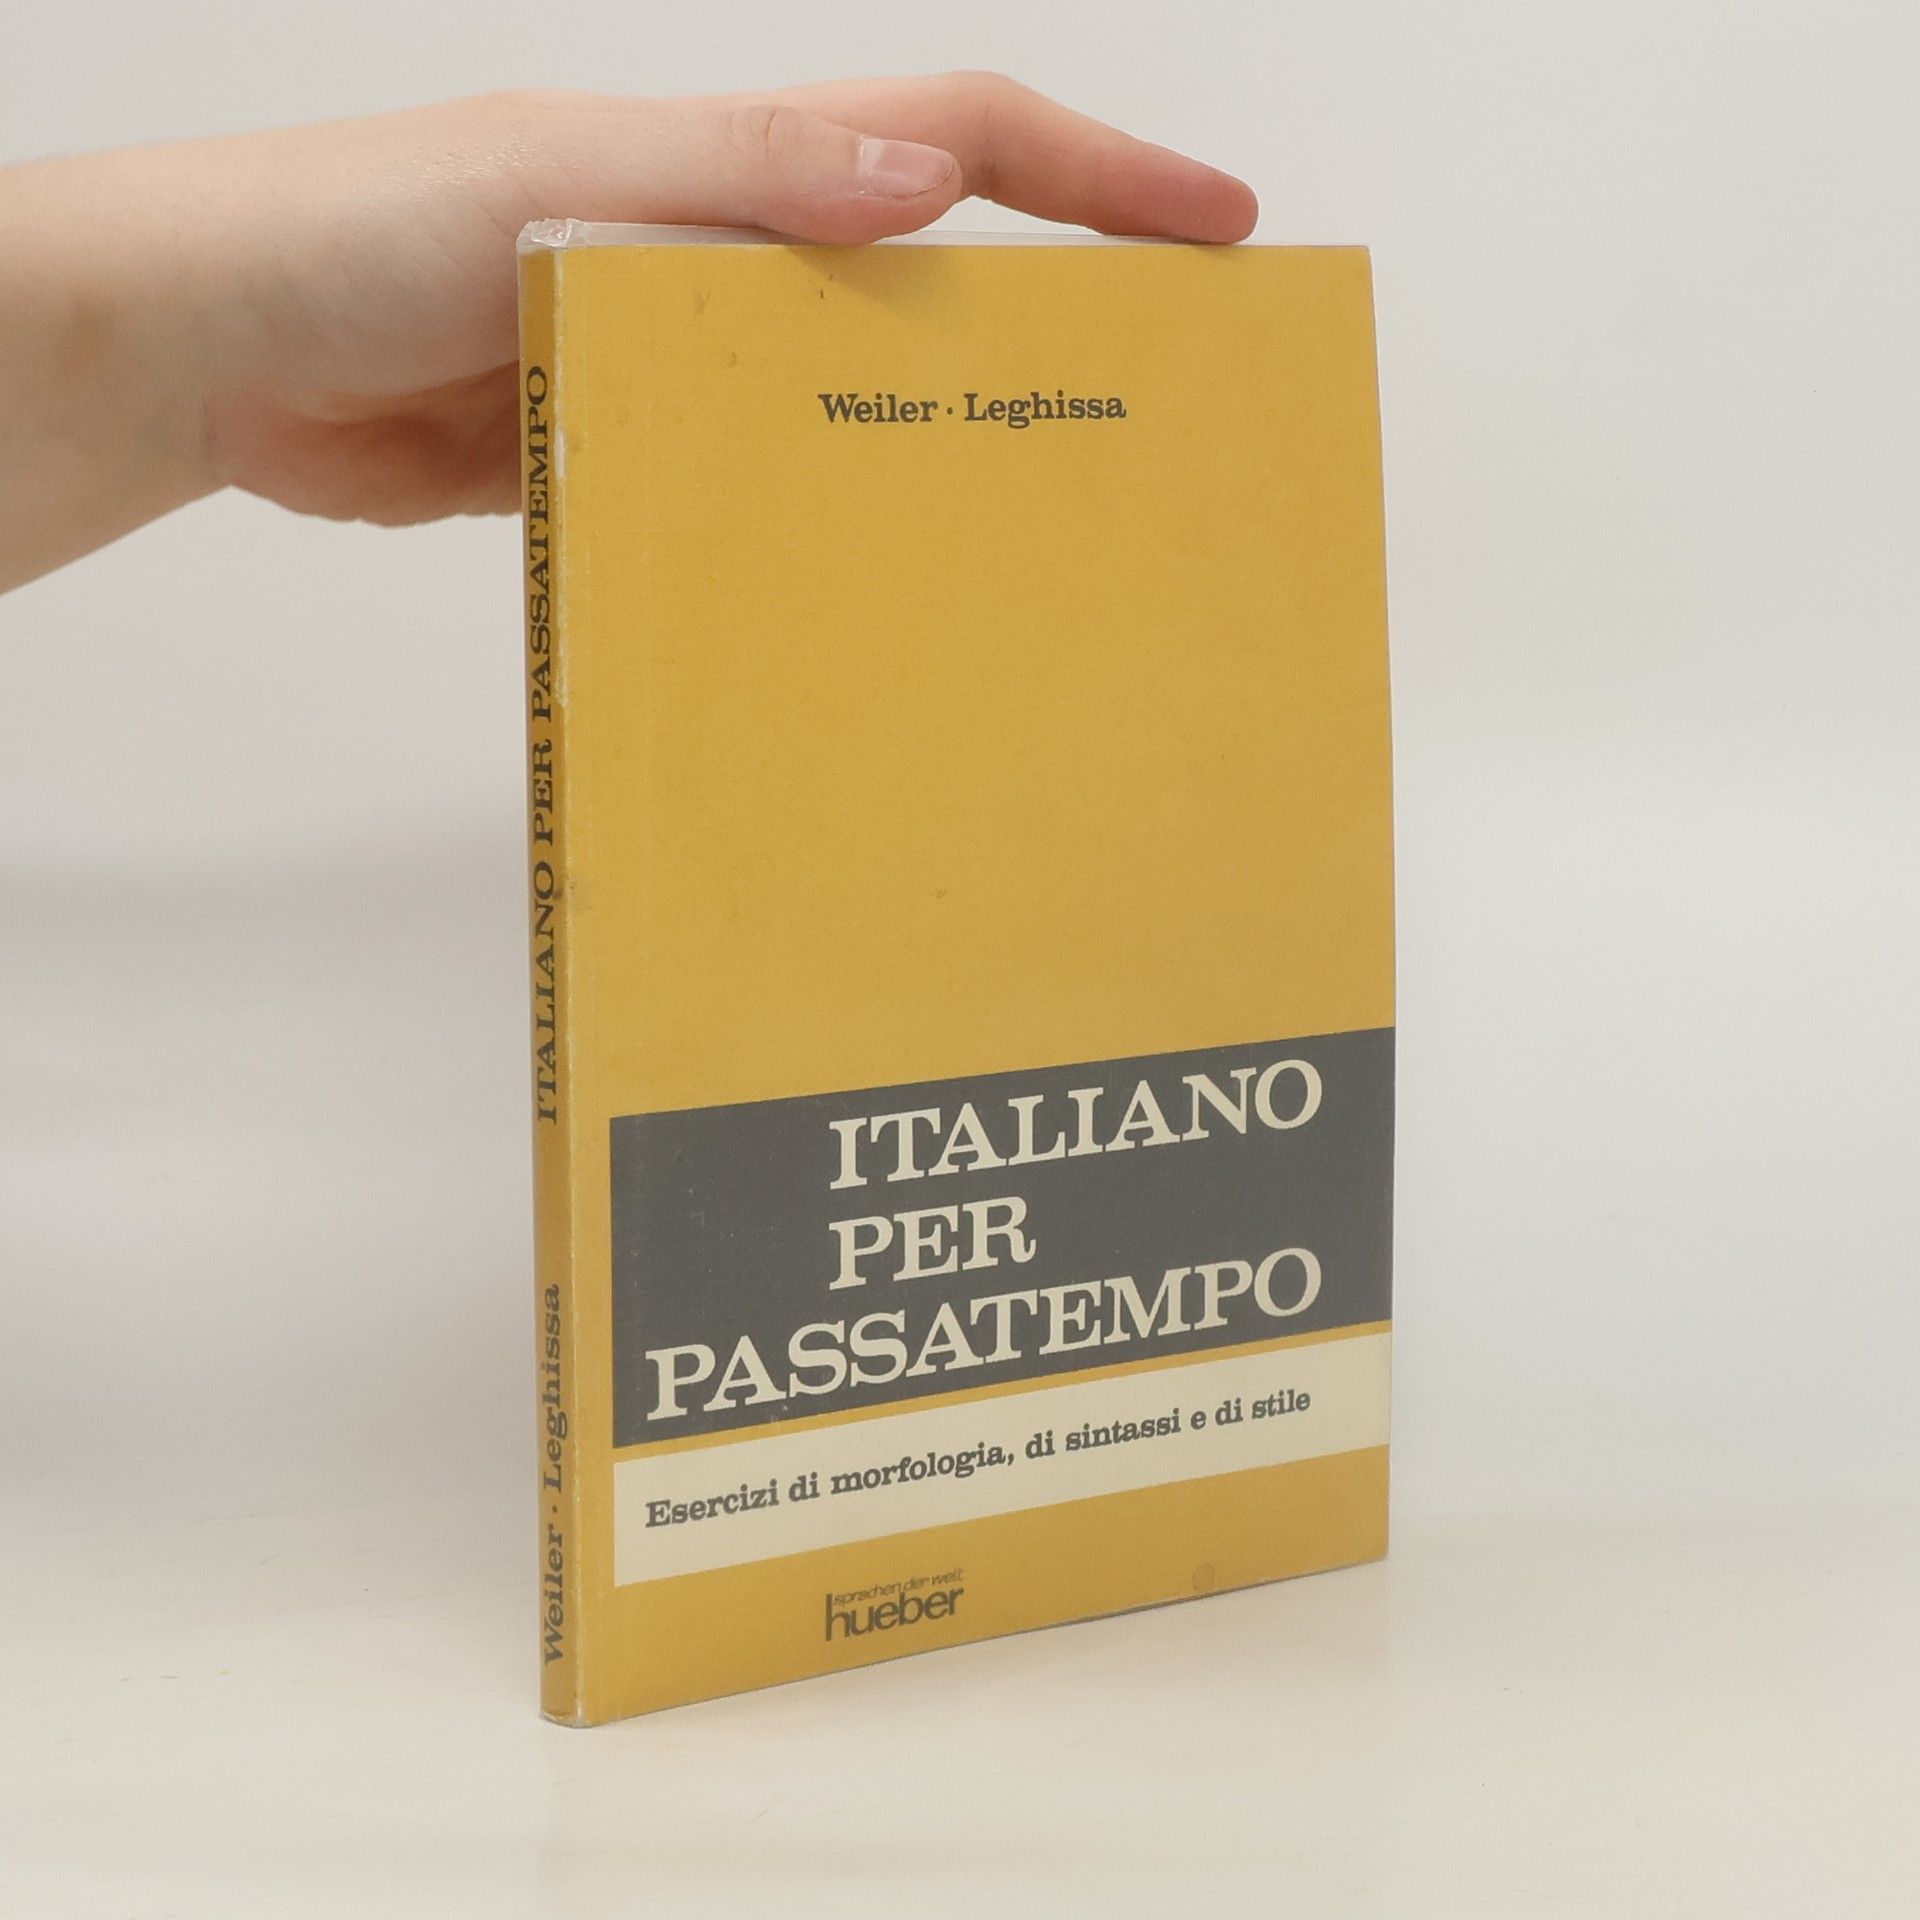 Weiler · Leghissa
ITALIANO
PER
PASSATEMPO
Esercizi di morfologia, di sintassi e di stile
sprachen der welt
hueber
Weiler · Leghissa ITALIANO PER PASSATEMPO